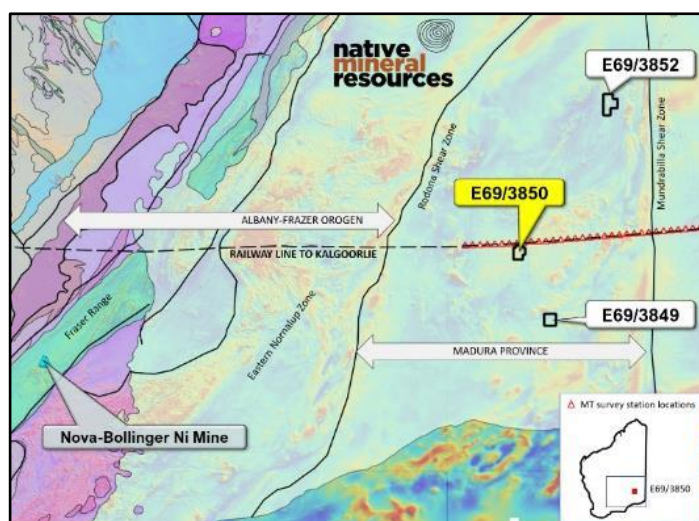 native
mineral
resources
E69/3852
Rodona Shear Zone
Mundrabilla Shear Zone
E69/3850
ALBANY-FRAZER OROGEN
RAILWAY LINE TO KALGOORLIE
Fraser Range
Eastern Nornalup Zone
E69/3849
MADURA PROVINCE
Nova-Bollinger Ni Mine
MT survey station locations
E69/3850